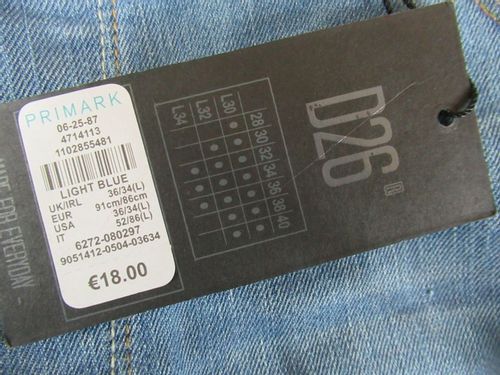 PRIMARK
06-25-87
4714113
1102855481
LIGHT BLUE
UK/IRL 36/34(L)
EUR 91cm/86cm
USA 36/34(L)
IT 52/86(L)
6272-080297
9051412-0504-03634
€18.00
D26
28 30 32 34 36 38 40
L30
L32
L34
FOR EVERYDAY -